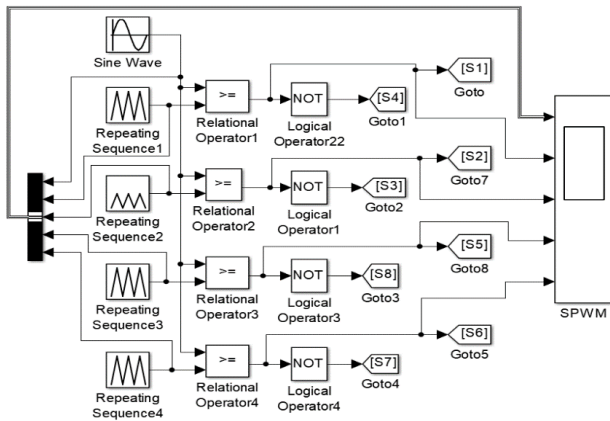 Sine Wave
[S1]
Goto
Repeating
Sequence1
>=
Relational
Operator1
NOT
Logical
Operator22
[S4]
Goto1
[S2]
Goto7
Repeating
Sequence2
>=
Relational
Operator2
NOT
Logical
Operator1
[S3]
Goto2
[S5]
Goto8
Repeating
Sequence3
>=
Relational
Operator3
NOT
Logical
Operator3
[S8]
Goto3
[S6]
Goto5
Repeating
Sequence4
>=
Relational
Operator4
NOT
Logical
Operator4
[S7]
Goto4
SPWM